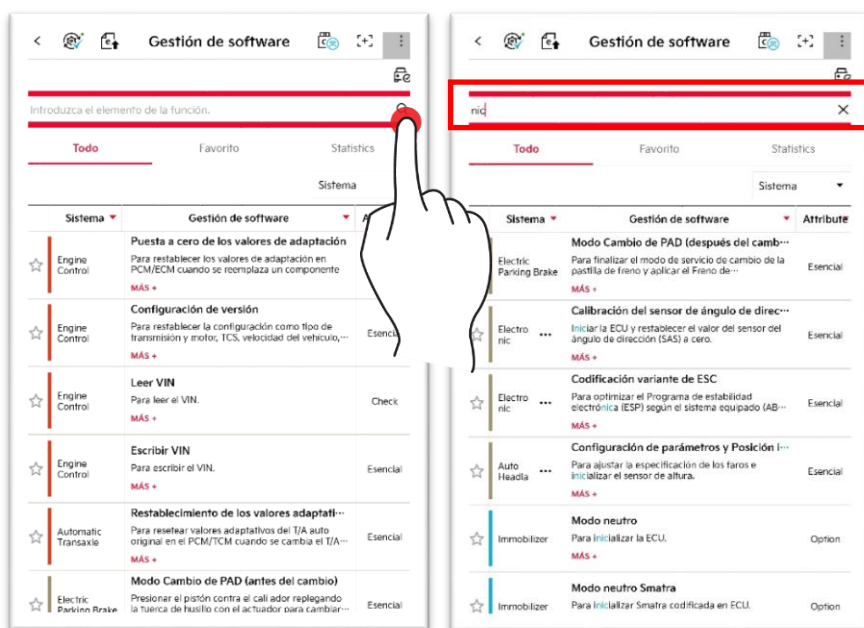 Gestión de software
Introduzca el elemento de la función.
Todo Favorito Statistics
Sistema
Sistema Gestión de software
Puesta a cero de los valores de adaptación
Engine Control
Para restablecer los valores de adaptación en
PCM/ECM cuando se reemplaza un componente
MÁS +
Configuración de versión
Engine Control
Para restablecer la configuración como tipo de
transmisión y motor, TCS, velocidad del vehículo,···
Esencial
MÁS +
Leer VIN
Engine Control
Para leer el VIN.
Check
MÁS +
Escribir VIN
Engine Control
Para escribir el VIN.
Esencial
MÁS +
Restablecimiento de los valores adaptati···
Automatic Transaxle
Para resetear valores adaptativos del T/A auto
original en el PCM/TCM cuando se cambia el T/A···
Esencial
MÁS +
Modo Cambio de PAD (antes del cambio)
Electric Parking Brake
Presionar el pistón contra el cali ador replegando
la tuerca de husillo con el actuador para cambiar···
Esencial
Gestión de software
nic
Todo Favorito Statistics
Sistema
Sistema Gestión de software Attribute
Modo Cambio de PAD (después del camb···
Electric Parking Brake
Para finalizar el modo de servicio de cambio de la
pastilla de freno y aplicar el Freno de···
Esencial
MÁS +
Calibración del sensor de ángulo de direc···
Electro nic ···
Iniciar la ECU y restablecer el valor del sensor del
ángulo de dirección (SAS) a cero.
Esencial
MÁS +
Codificación variante de ESC
Electro nic ···
Para optimizar el Programa de estabilidad
electrónica (ESP) según el sistema equipado (AB···
Esencial
MÁS +
Configuración de parámetros y Posición i···
Auto Headla ···
Para ajustar la especificación de los faros e
inicializar el sensor de altura.
Esencial
MÁS +
Modo neutro
Immobilizer
Para inicializar la ECU.
Option
MÁS +
Modo neutro Smatra
Immobilizer
Para inicializar Smatra codificada en ECU.
Option